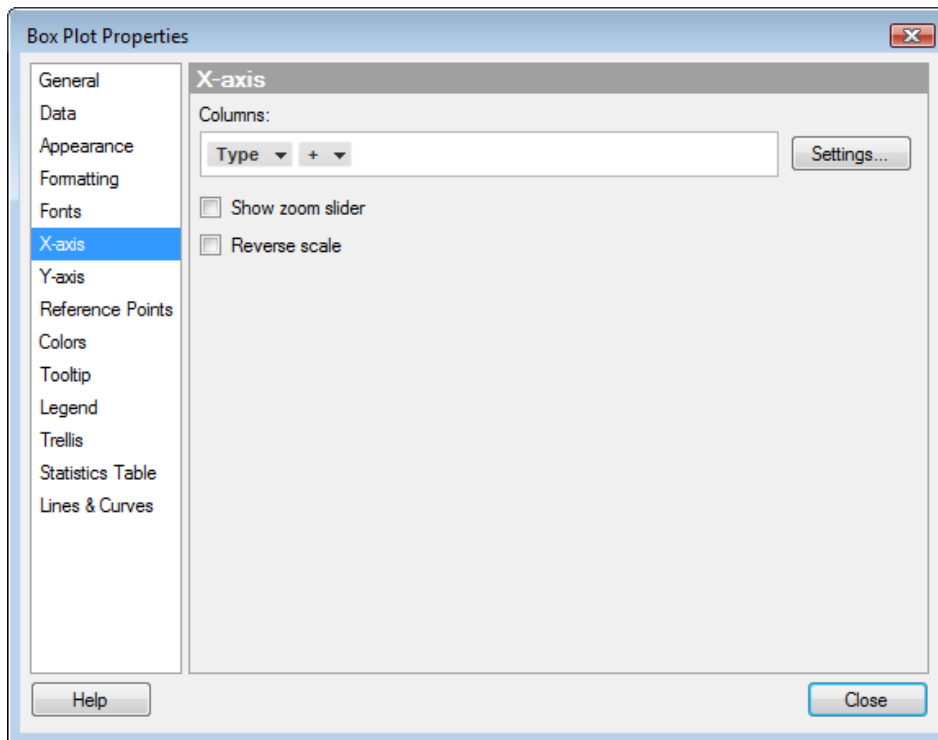 Box Plot Properties
General
Data
Appearance
Formatting
Fonts
X-axis
Y-axis
Reference Points
Colors
Tooltip
Legend
Trellis
Statistics Table
Lines & Curves
X-axis
Columns:
Type +
Settings...
Show zoom slider
Reverse scale
Help
Close